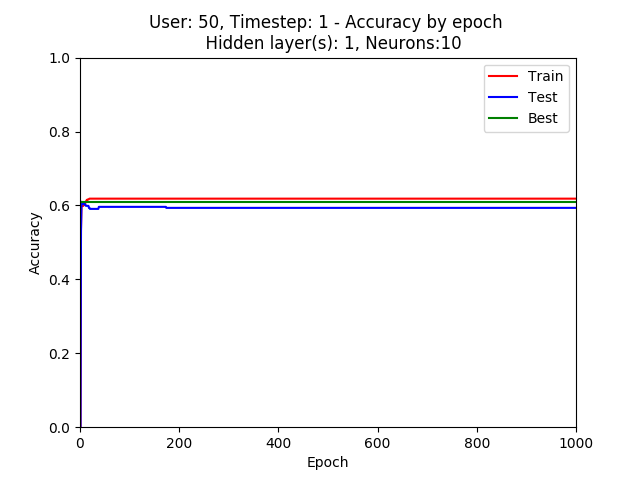 User: 50, Timestep: 1 - Accuracy by epoch
Hidden layer(s): 1, Neurons:10
1.0
0.8
0.6
0.4
0.2
0.0
Accuracy
Train
Test
Best
0 200 400 600 800 1000
Epoch